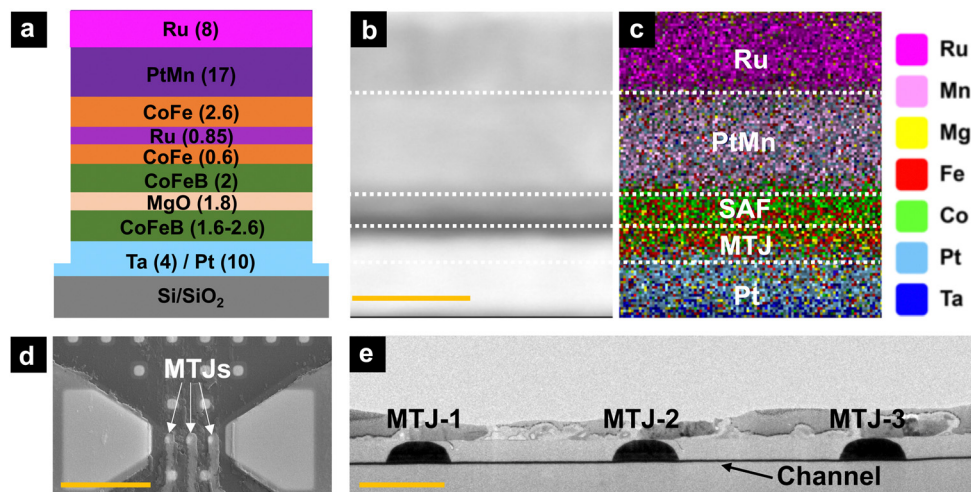 a
Ru (8)
PtMn (17)
CoFe (2.6)
Ru (0.85)
CoFe (0.6)
CoFeB (2)
MgO (1.8)
CoFeB (1.6-2.6)
Ta (4) / Pt (10)
Si/SiO₂
b
c
Ru
PtMn
SAF
MTJ
Pt
Ru
Mn
Mg
Fe
Co
Pt
Ta
d
MTJs
e
MTJ-1
MTJ-2
MTJ-3
Channel